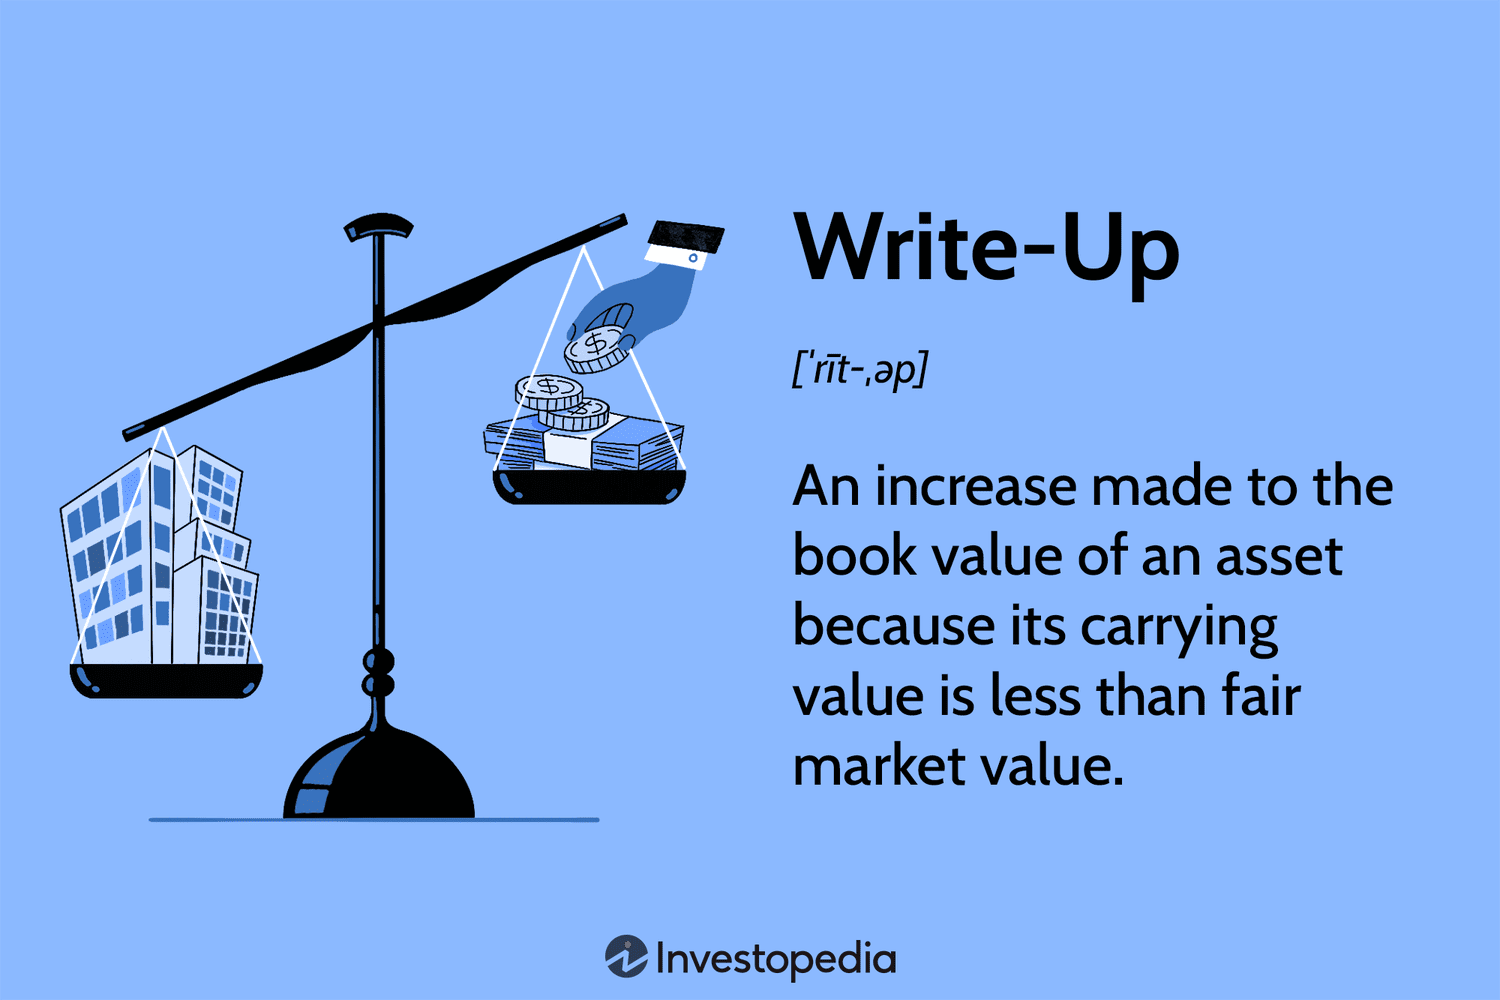 Write-Up
[ˈrīt-ˌəp]
An increase made to the
book value of an asset
because its carrying
value is less than fair
market value.
$
$
$
Investopedia